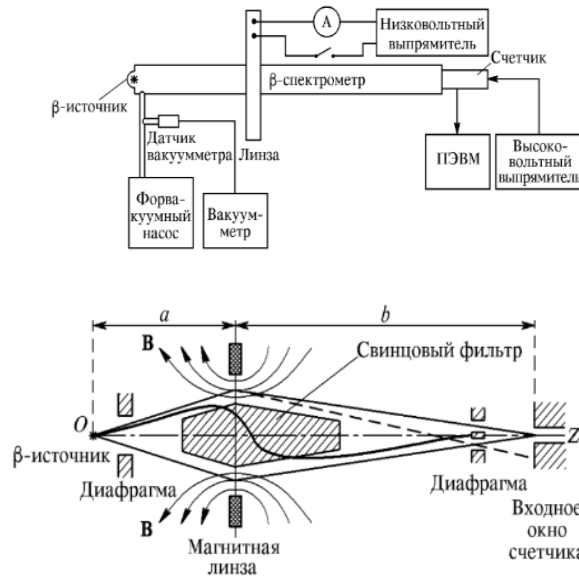 A
Низковольтный
выпрямитель
Счетчик
β-спектрометр
β-источник
Датчик
вакуумметра
Линза
ПЭВМ
Высоко-
вольтный
выпрямитель
Форва-
куумный
насос
Вакуум-
метр
a
b
B
Свинцовый фильтр
O
Z
β-источник
Диафрагма
Диафрагма
B
Магнитная
линза
Входное
окно
счетчика